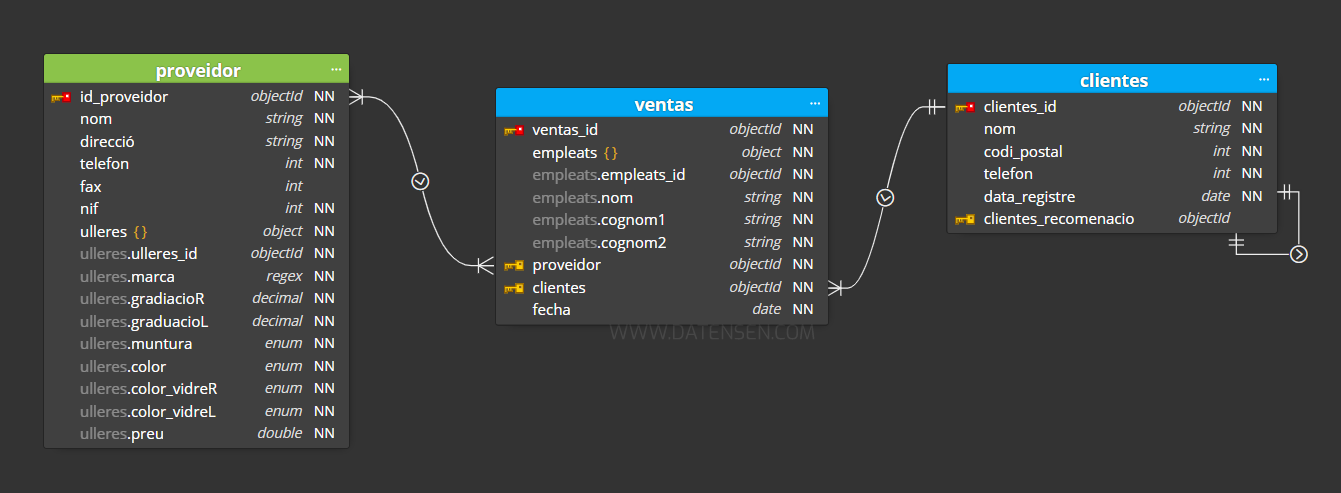 proveidor ...
id_proveidor objectId NN
nom string NN
direcció string NN
telefon int NN
fax int
nif int NN
ulleres {} object NN
ulleres.ulleres_id objectId NN
ulleres.marca regex NN
ulleres.gradiacioR decimal NN
ulleres.graduacioL decimal NN
ulleres.muntura enum NN
ulleres.color enum NN
ulleres.color_vidreR enum NN
ulleres.color_vidreL enum NN
ulleres.preu double NN
ventas ...
ventas_id objectId NN
empleats {} object NN
empleats.empleats_id objectId NN
empleats.nom string NN
empleats.cognom1 string NN
empleats.cognom2 string NN
proveidor objectId NN
clientes objectId NN
fecha date NN
WWW.DATENSEN.COM
clientes ...
clientes_id objectId NN
nom string NN
codi_postal int NN
telefon int NN
data_registre date NN
clientes_recomenacio objectId